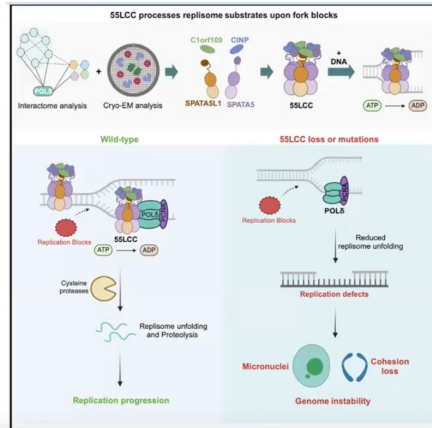 55LCC processes replisome substrates upon fork blocks
C1orf109 CINP
+
DNA
POLδ
+
Interactome analysis
Cryo-EM analysis
SPATA5L1 SPATA5
55LCC
ATP → ADP
Wild-type
55LCC loss or mutations
POLδ
Replication Blocks
55LCC
ATP → ADP
Replication Blocks
POLδ
PCNA
Cysteine
proteases
Reduced
replisome unfolding
Replication defects
Replisome unfolding
and Proteolysis
Micronuclei
Cohesion
loss
Replication progression
Genome instability